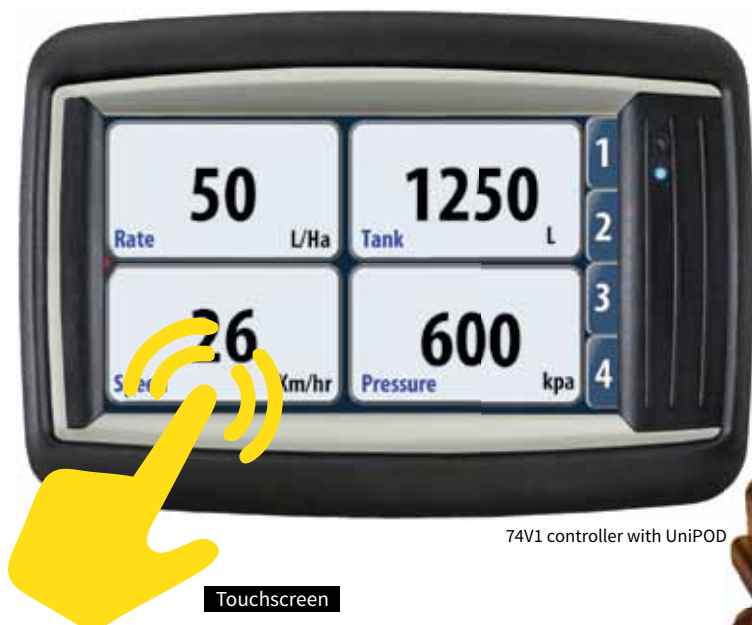 50
Rate L/Ha
1250
Tank L
26
Km/hr
600
Pressure kpa
1
2
3
4
74V1 controller with UniPOD
Touchscreen